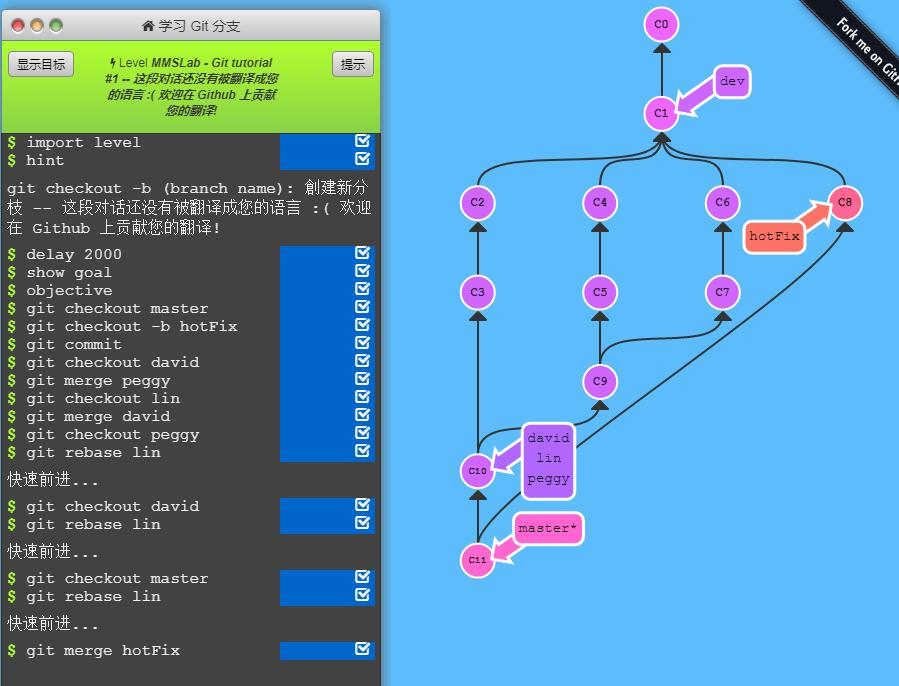 学习 Git 分支
显示目标
Level MMSLab - Git tutorial
#1 -- 这段对话还没有被翻译成您
的语言 :( 欢迎在 Github 上贡献
您的翻译!
提示
$ import level
$ hint
git checkout -b (branch name): 創建新分
枝 -- 这段对话还没有被翻译成您的语言 :( 欢迎
在 Github 上贡献您的翻译!
$ delay 2000
$ show goal
$ objective
$ git checkout master
$ git checkout -b hotFix
$ git commit
$ git checkout david
$ git merge peggy
$ git checkout lin
$ git merge david
$ git checkout peggy
$ git rebase lin
快速前进...
$ git checkout david
$ git rebase lin
快速前进...
$ git checkout master
$ git rebase lin
快速前进...
$ git merge hotFix
C0
dev
C1
C2
C4
C6
C8
hotFix
C3
C5
C7
C9
david
lin
peggy
C10
master*
C11
Fork me on Git